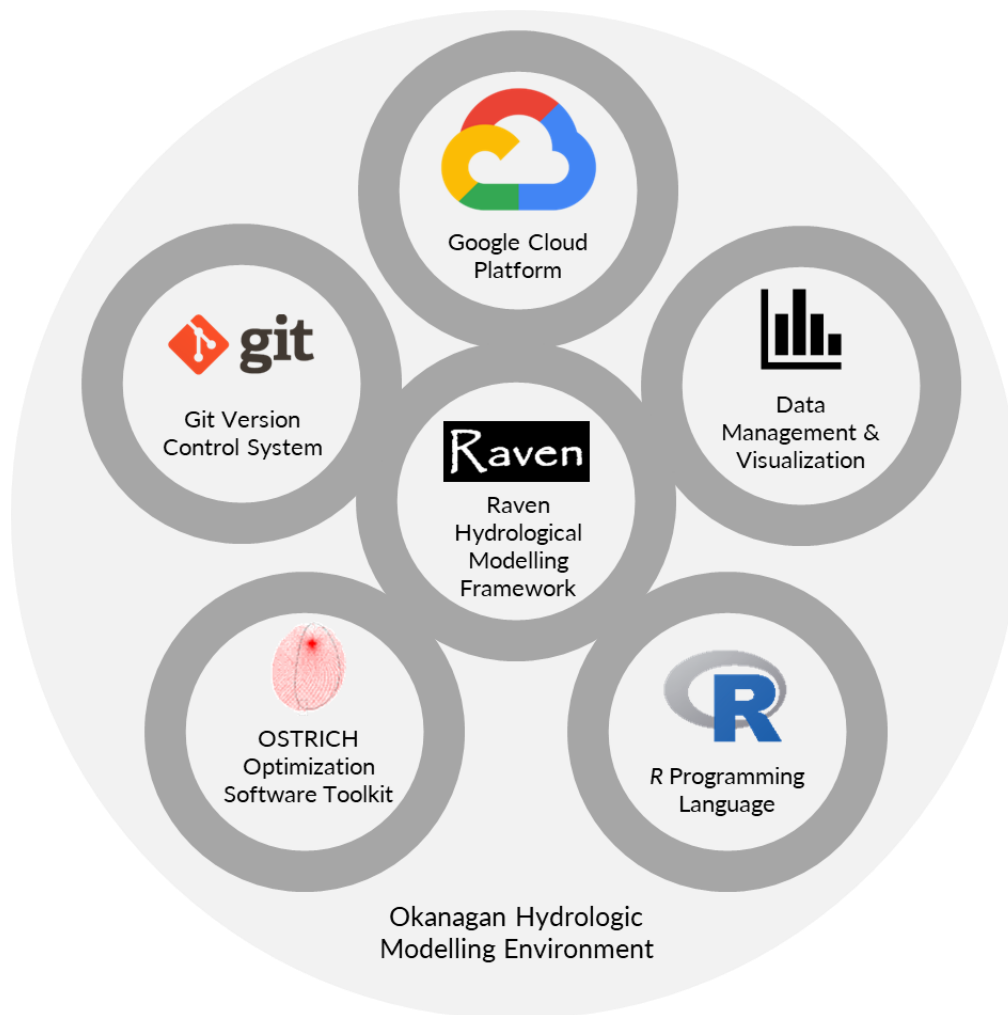 Google Cloud
Platform
git
Git Version
Control System
Data
Management &
Visualization
Raven
Raven
Hydrological
Modelling
Framework
OSTRICH
Optimization
Software Toolkit
R
R Programming
Language
Okanagan Hydrologic
Modelling Environment